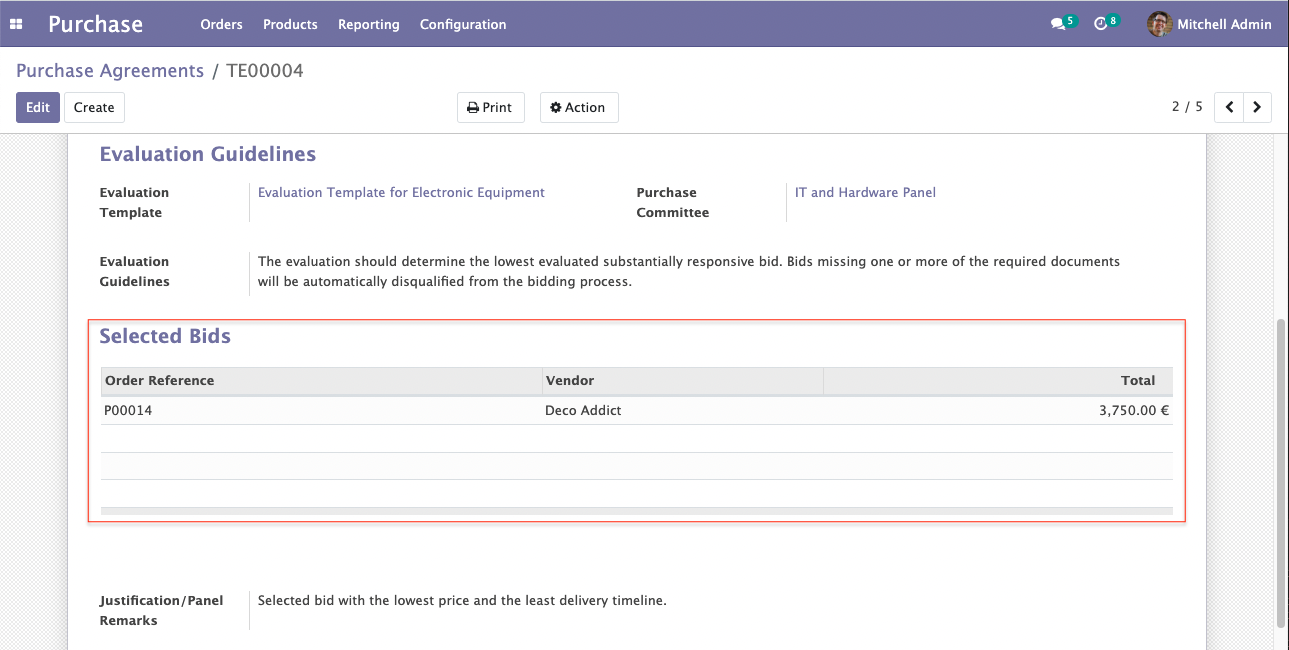 Purchase Orders Products Reporting Configuration 5 8 Mitchell Admin
Purchase Agreements / TE00004
Edit Create Print Action 2 / 5
Evaluation Guidelines
Evaluation Template for Electronic Equipment
Evaluation
Template
Purchase
Committee
IT and Hardware Panel
Evaluation
Guidelines
The evaluation should determine the lowest evaluated substantially responsive bid. Bids missing one or more of the required documents
will be automatically disqualified from the bidding process.
Selected Bids
Order Reference Vendor Total
P00014 Deco Addict 3,750.00 €
Justification/Panel
Remarks
Selected bid with the lowest price and the least delivery timeline.